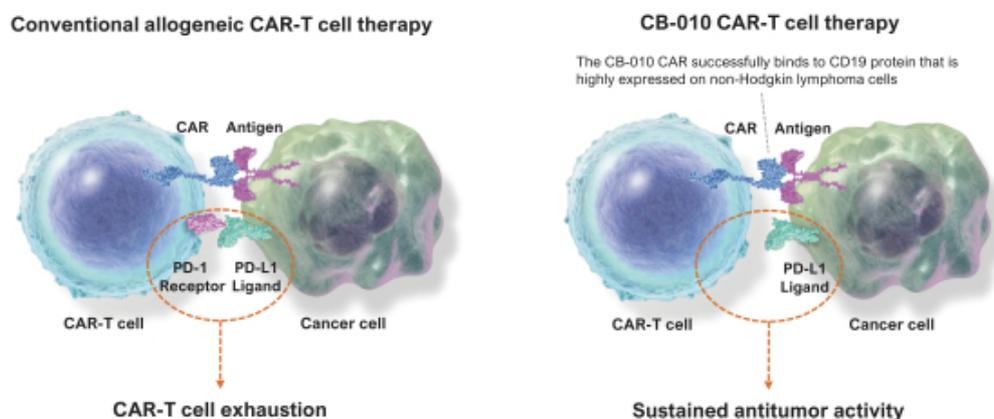 Conventional allogeneic CAR-T cell therapy
CAR Antigen
PD-1 PD-L1
Receptor Ligand
CAR-T cell Cancer cell
CAR-T cell exhaustion
CB-010 CAR-T cell therapy
The CB-010 CAR successfully binds to CD19 protein that is
highly expressed on non-Hodgkin lymphoma cells
CAR Antigen
PD-L1
Ligand
CAR-T cell Cancer cell
Sustained antitumor activity